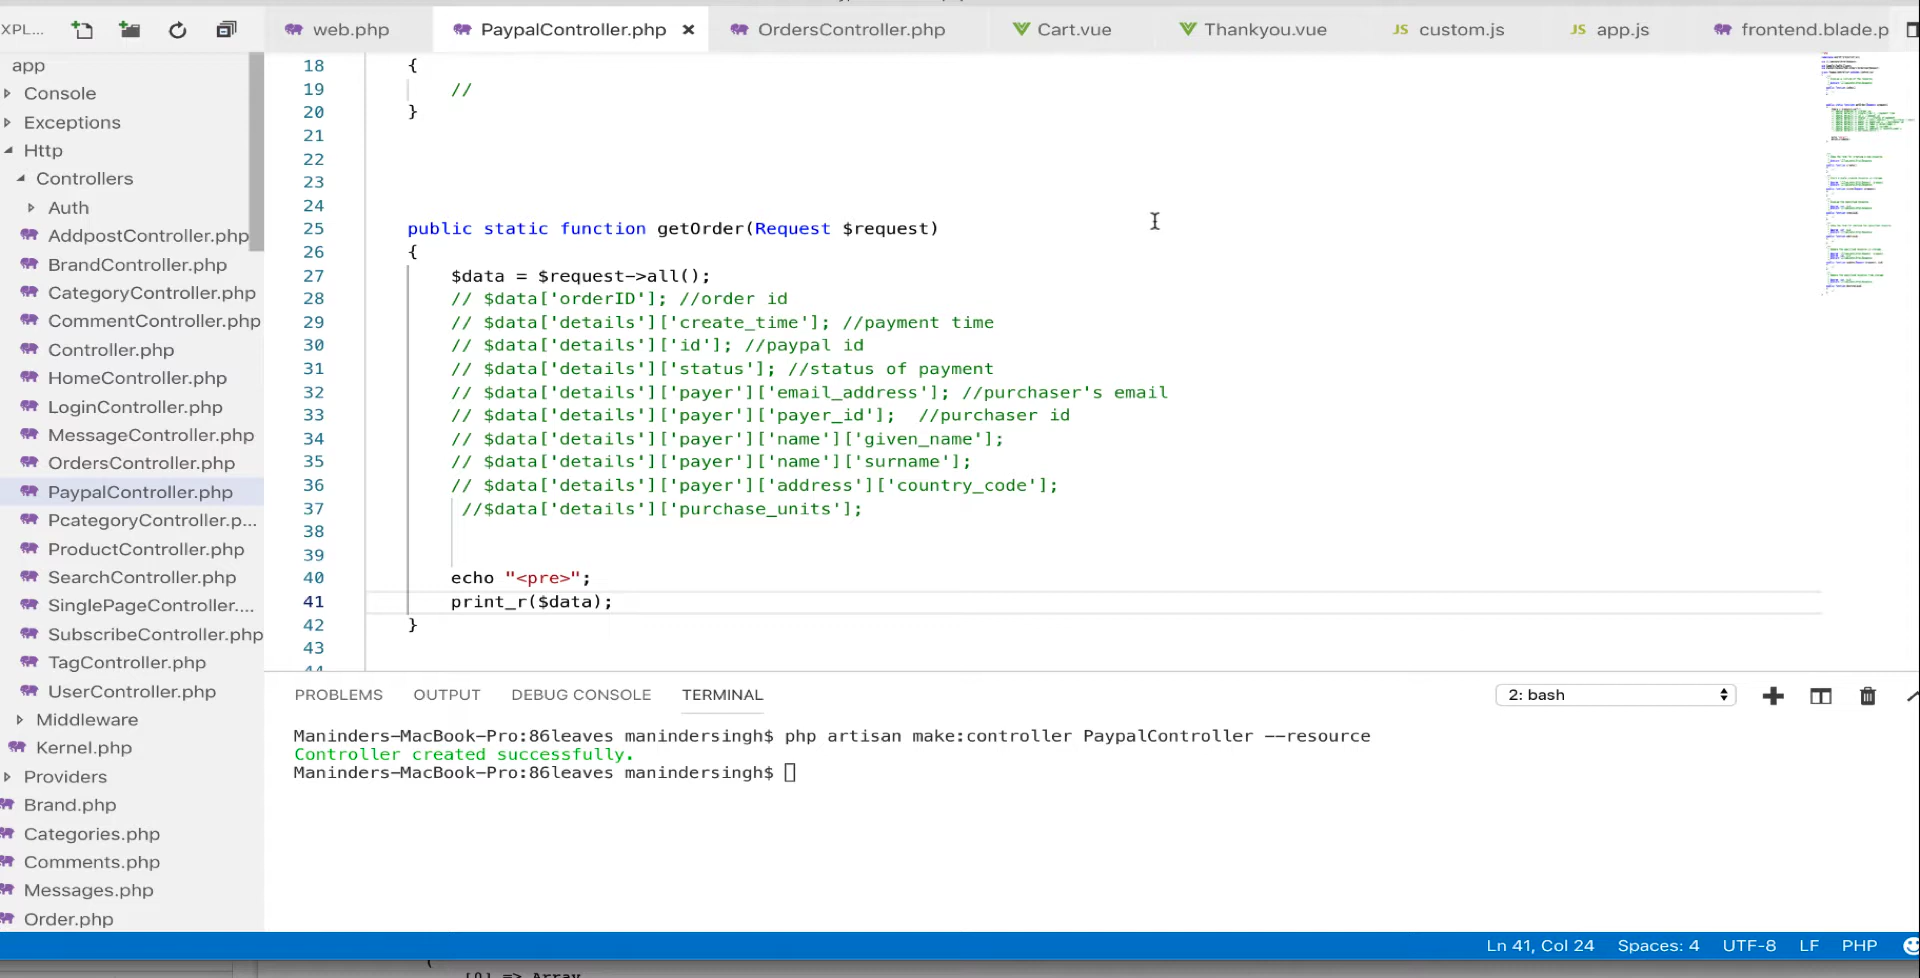 XPL...
web.php
PaypalController.php
OrdersController.php
Cart.vue
Thankyou.vue
JS custom.js
JS app.js
frontend.blade.p
app
Console
Exceptions
Http
Controllers
Auth
AddpostController.php
BrandController.php
CategoryController.php
CommentController.php
Controller.php
HomeController.php
LoginController.php
MessageController.php
OrdersController.php
PaypalController.php
PcategoryController.p...
ProductController.php
SearchController.php
SinglePageController....
SubscribeController.php
TagController.php
UserController.php
Middleware
Kernel.php
Providers
Brand.php
Categories.php
Comments.php
Messages.php
Order.php
18 {
19 //
20 }
21
22
23
24
25 public static function getOrder(Request $request)
26 {
27 $data = $request->all();
28 // $data['orderID']; //order id
29 // $data['details']['create_time']; //payment time
30 // $data['details']['id']; //paypal id
31 // $data['details']['status']; //status of payment
32 // $data['details']['payer']['email_address']; //purchaser's email
33 // $data['details']['payer']['payer_id'];  //purchaser id
34 // $data['details']['payer']['name']['given_name'];
35 // $data['details']['payer']['name']['surname'];
36 // $data['details']['payer']['address']['country_code'];
37 //$data['details']['purchase_units'];
38
39
40 echo "<pre>";
41 print_r($data);
42 }
43
44
PROBLEMS OUTPUT DEBUG CONSOLE TERMINAL
2: bash
Maninders-MacBook-Pro:86leaves manindersingh$ php artisan make:controller PaypalController --resource
Controller created successfully.
Maninders-MacBook-Pro:86leaves manindersingh$
Ln 41, Col 24 Spaces: 4 UTF-8 LF PHP
[0] => Array